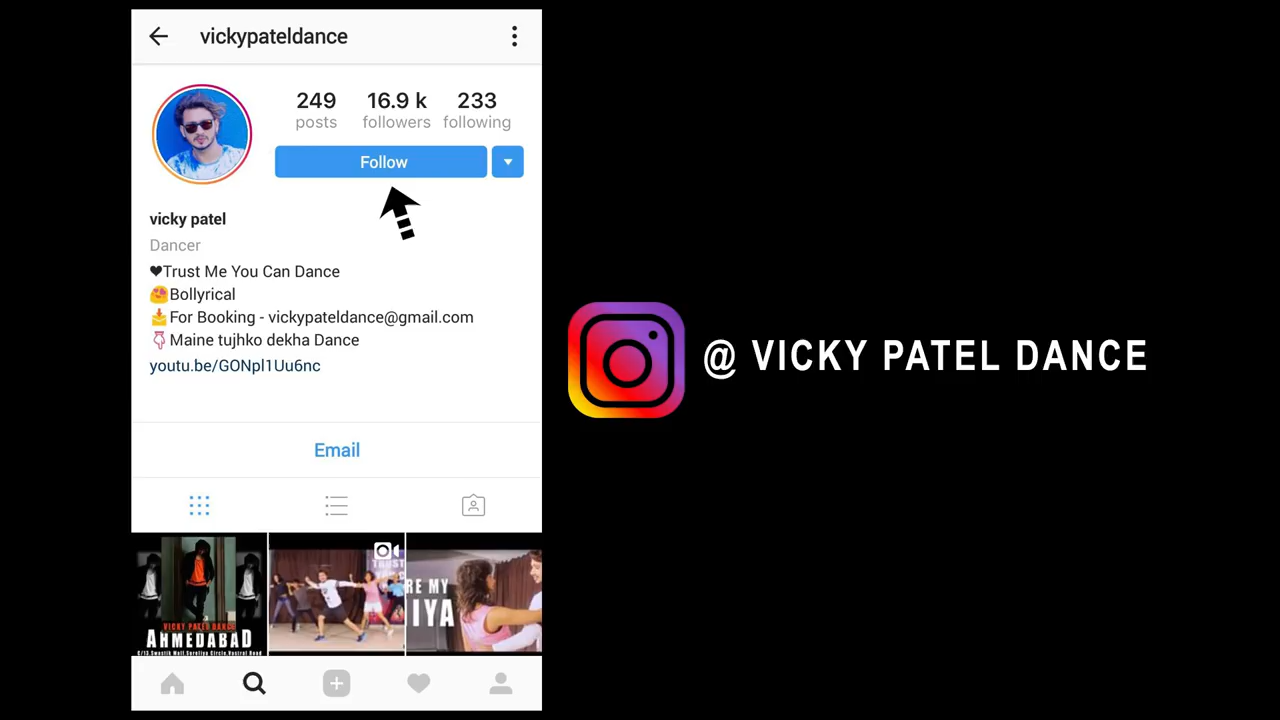 vickypateldance
249 16.9 k 233
posts followers following
Follow
vicky patel
Dancer
❤Trust Me You Can Dance
😍Bollyrical
📩For Booking - vickypateldance@gmail.com
👇Maine tujhko dekha Dance
youtu.be/GONpl1Uu6nc
Email
VICKY PATEL DANCE
AHMEDABAD
RE MY
IYA
@ VICKY PATEL DANCE